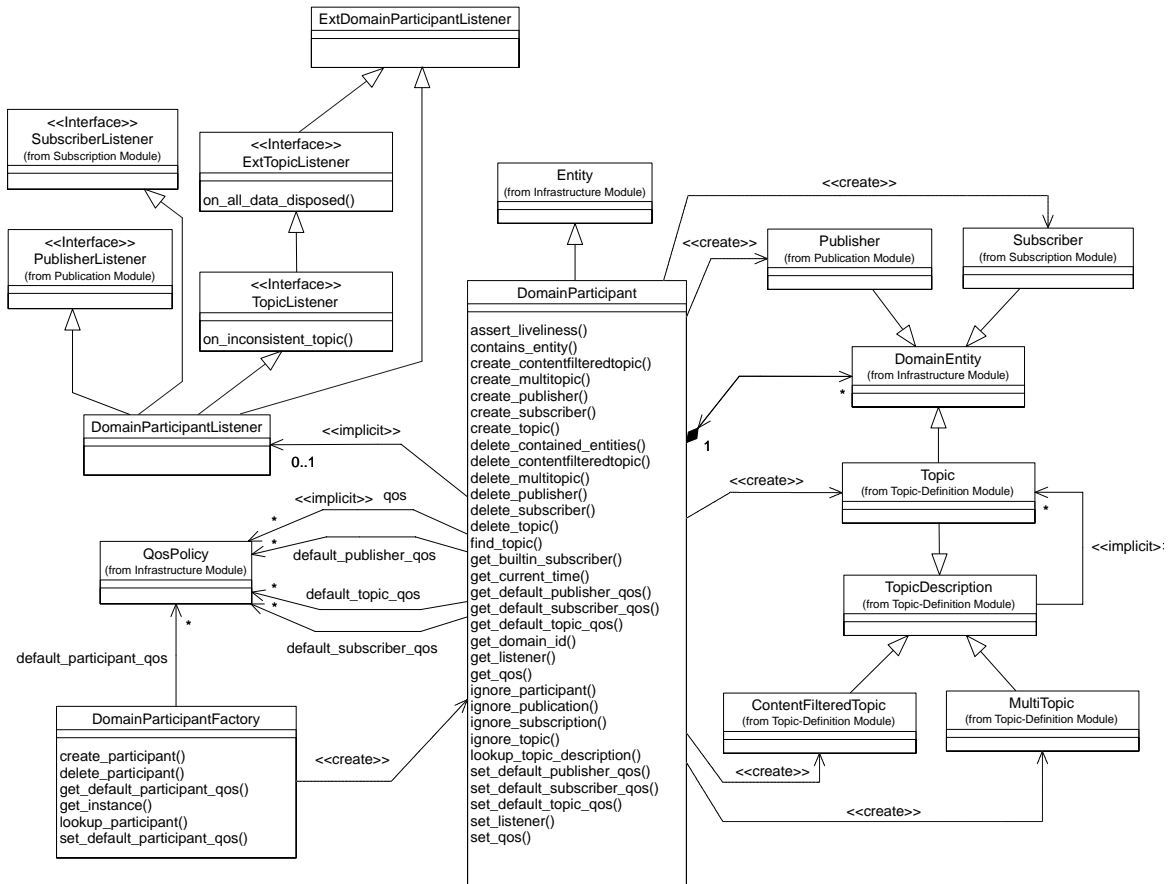 ExtDomainParticipantListener
<<Interface>>
SubscriberListener
(from Subscription Module)
<<Interface>>
ExtTopicListener
on_all_data_disposed()
<<Interface>>
PublisherListener
(from Publication Module)
<<Interface>>
TopicListener
on_inconsistent_topic()
DomainParticipantListener
<<implicit>>
0..1
Entity
(from Infrastructure Module)
<<create>>
<<create>>
Publisher
(from Publication Module)
Subscriber
(from Subscription Module)
DomainParticipant
assert_liveliness()
contains_entity()
create_contentfilteredtopic()
create_multitopic()
create_publisher()
create_subscriber()
create_topic()
delete_contained_entities()
delete_contentfilteredtopic()
delete_multitopic()
delete_publisher()
delete_subscriber()
delete_topic()
find_topic()
get_builtin_subscriber()
get_current_time()
get_default_publisher_qos()
get_default_subscriber_qos()
get_default_topic_qos()
get_domain_id()
get_listener()
get_qos()
ignore_participant()
ignore_publication()
ignore_subscription()
ignore_topic()
lookup_topic_description()
set_default_publisher_qos()
set_default_subscriber_qos()
set_default_topic_qos()
set_listener()
set_qos()
DomainEntity
(from Infrastructure Module)
*
1
<<create>>
Topic
(from Topic-Definition Module)
*
<<implicit>>
TopicDescription
(from Topic-Definition Module)
ContentFilteredTopic
(from Topic-Definition Module)
MultiTopic
(from Topic-Definition Module)
<<create>>
<<create>>
<<implicit>> qos
*
*
default_publisher_qos
QosPolicy
(from Infrastructure Module)
*
default_topic_qos
*
default_subscriber_qos
*
default_participant_qos
DomainParticipantFactory
create_participant()
delete_participant()
get_default_participant_qos()
get_instance()
lookup_participant()
set_default_participant_qos()
<<create>>